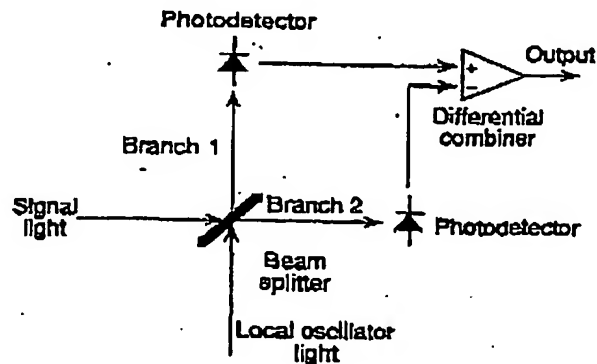 Photodetector
Output
+
−
Differential
combiner
Branch 1
Signal
light
Branch 2
Photodetector
Beam
splitter
Local oscillator
light